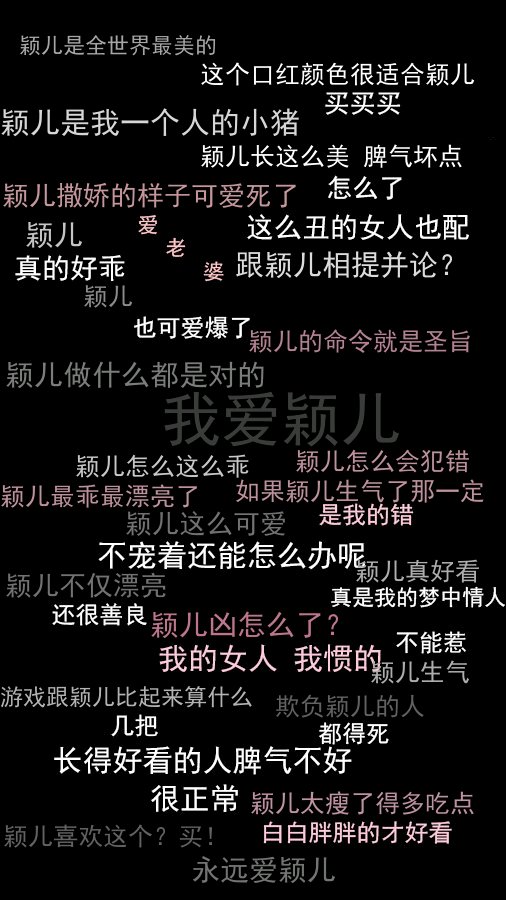 颖儿是全世界最美的
这个口红颜色很适合颖儿
买买买
颖儿是我一个人的小猪
颖儿长这么美 脾气坏点
怎么了
颖儿撒娇的样子可爱死了
爱
老
婆
颖儿
这么丑的女人也配
跟颖儿相提并论？
真的好乖
颖儿
也可爱爆了
颖儿的命令就是圣旨
颖儿做什么都是对的
我爱颖儿
颖儿怎么这么乖
颖儿怎么会犯错
颖儿最乖最漂亮了
如果颖儿生气了那一定
是我的错
颖儿这么可爱
不宠着还能怎么办呢
颖儿真好看
真是我的梦中情人
颖儿不仅漂亮
还很善良
颖儿凶怎么了？
我的女人 我惯的
不能惹
颖儿生气
游戏跟颖儿比起来算什么
几把
欺负颖儿的人
都得死
长得好看的人脾气不好
很正常
颖儿太瘦了得多吃点
白白胖胖的才好看
颖儿喜欢这个？买！
永远爱颖儿